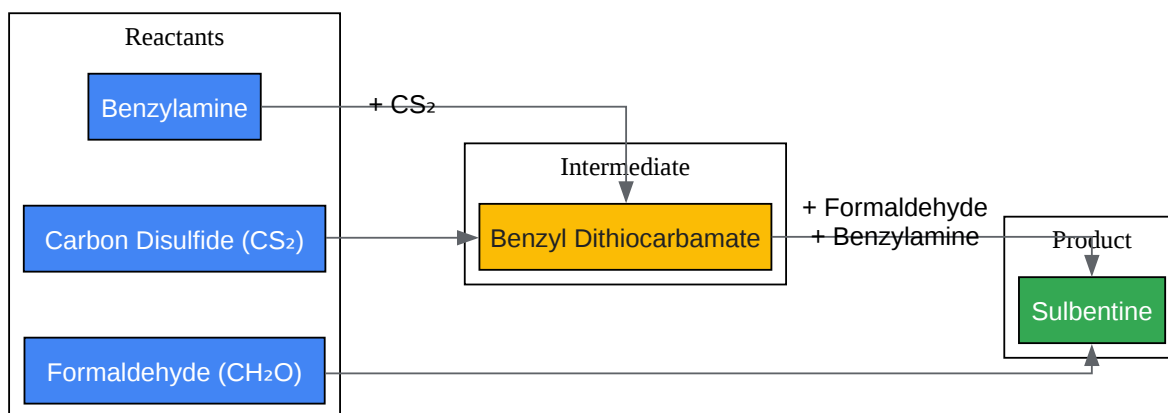 Reactants
Benzylamine
+ CS₂
Intermediate
Carbon Disulfide (CS₂)
Benzyl Dithiocarbamate
+ Formaldehyde
+ Benzylamine
Product
Sulbentine
Formaldehyde (CH₂O)